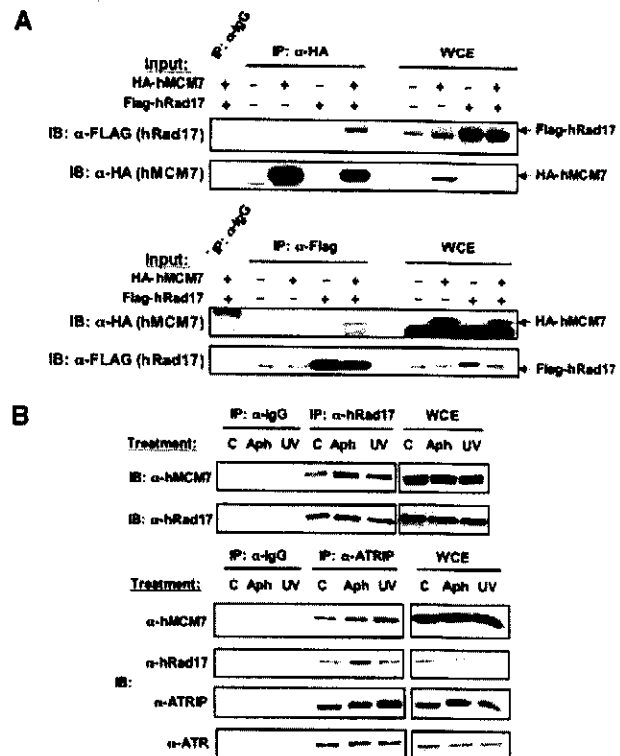 A
IP: α-IgG
IP: α-HA
WCE
Input:
HA-hMCM7 + - + - + - + - +
Flag-hRad17 + - - + + - - + +
IB: α-FLAG (hRad17)
Flag-hRad17
IB: α-HA (hMCM7)
HA-hMCM7
IP: α-IgG
IP: α-Flag
WCE
Input:
HA-hMCM7 + - + - + - + - +
Flag-hRad17 + - - + + - - + +
IB: α-HA (hMCM7)
HA-hMCM7
IB: α-FLAG (hRad17)
Flag-hRad17
B
IP: α-IgG IP: α-hRad17 WCE
Treatment: C Aph UV C Aph UV C Aph UV
IB: α-hMCM7
IB: α-hRad17
IP: α-IgG IP: α-ATRIP WCE
Treatment: C Aph UV C Aph UV C Aph UV
α-hMCM7
α-hRad17
IB:
α-ATRIP
α-ATR